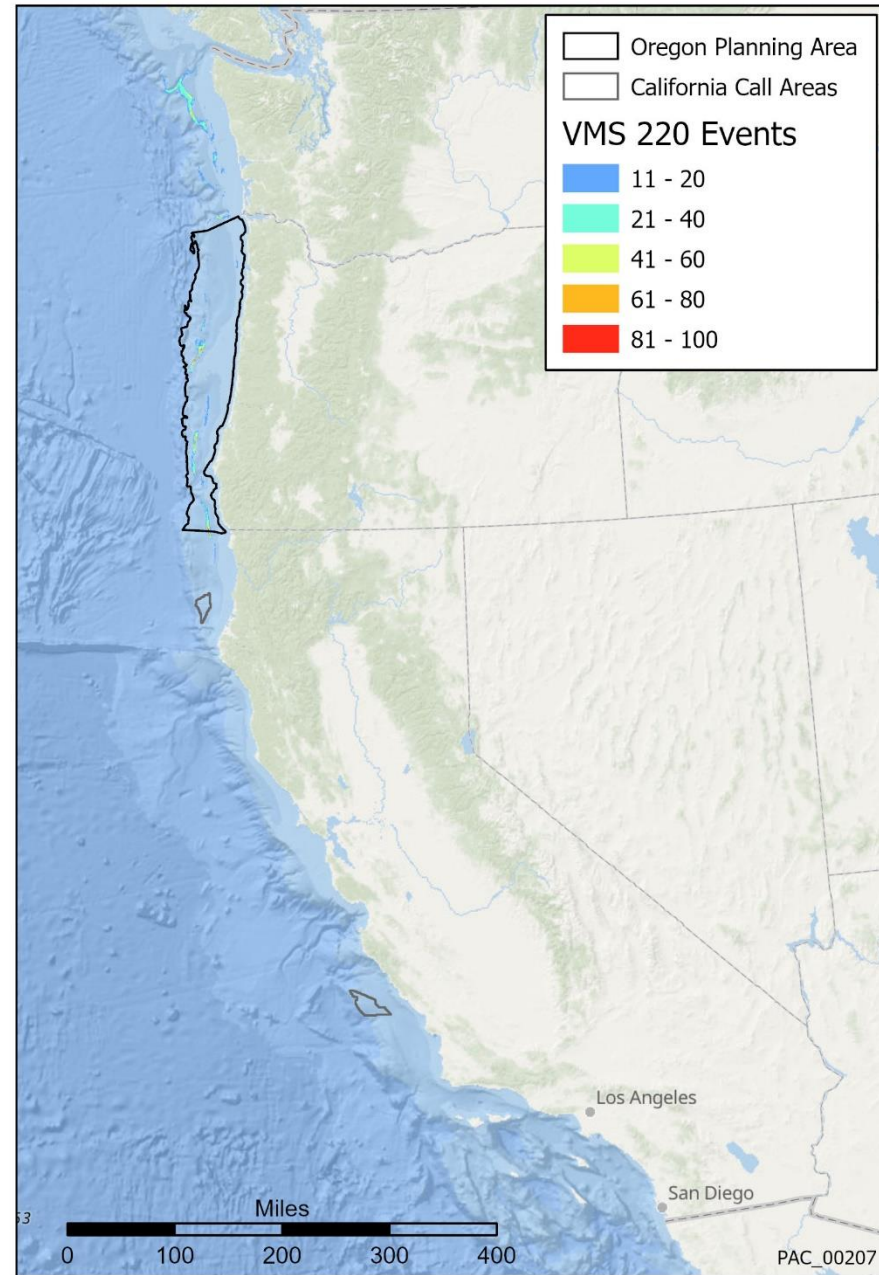 Oregon Planning Area
California Call Areas
VMS 220 Events
11 - 20
21 - 40
41 - 60
61 - 80
81 - 100
Los Angeles
San Diego
53
Miles
0 100 200 300 400
PAC_00207